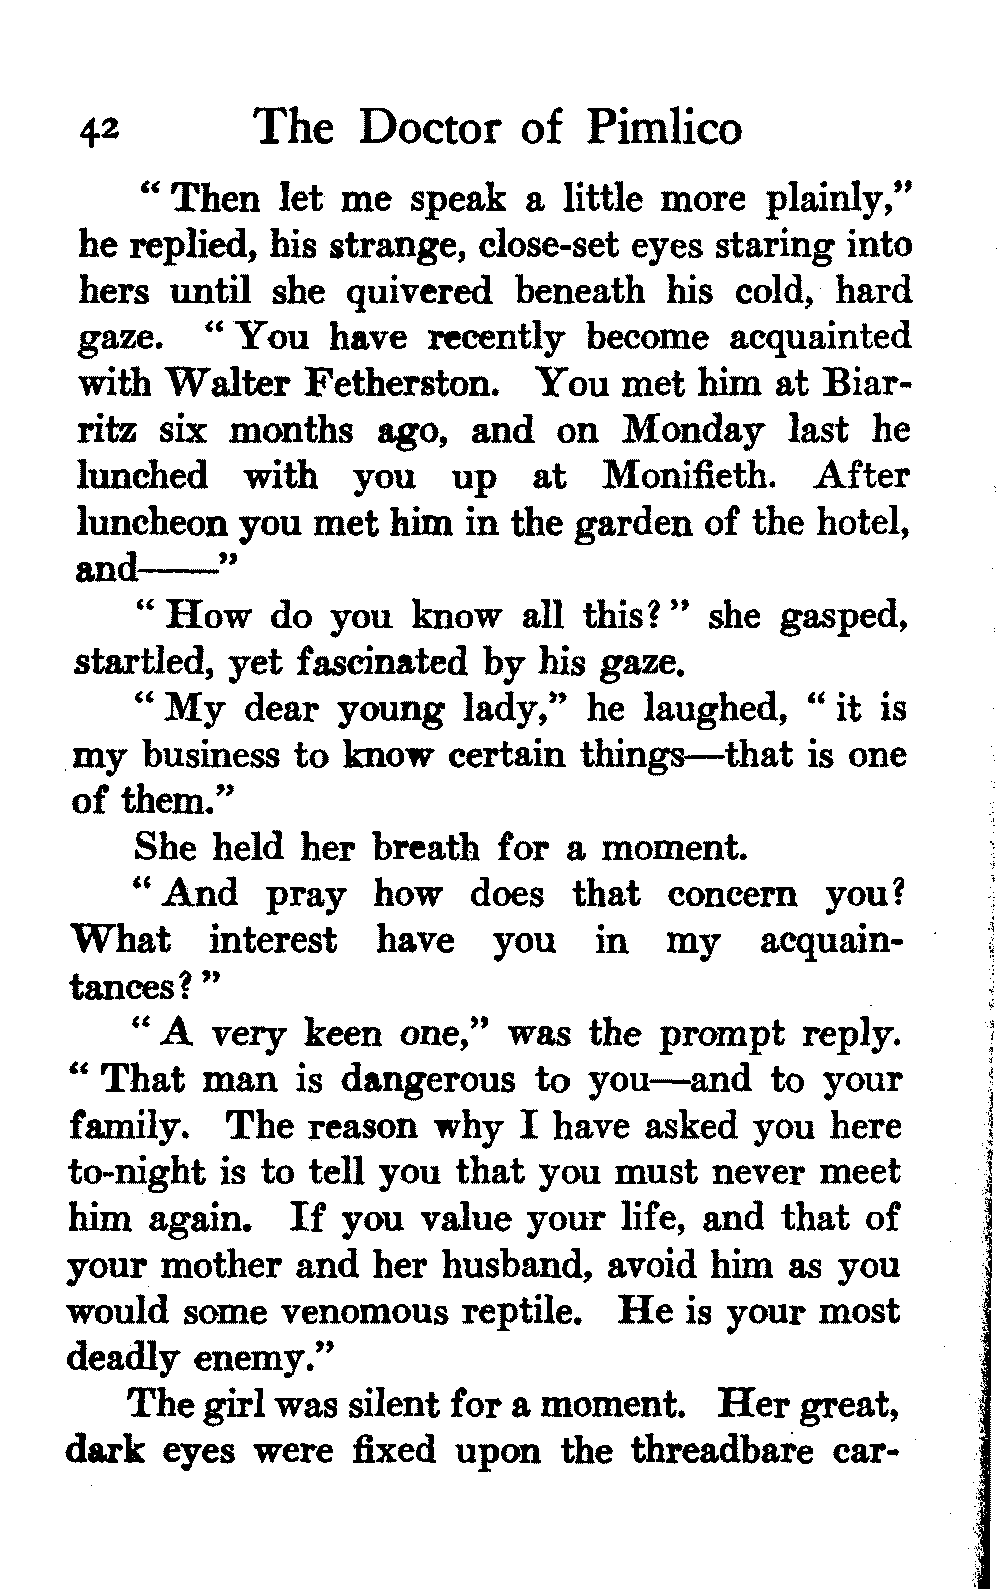 42 The Doctor of Pimlico
“ Then let me speak a little more plainly,”
he replied, his strange, close-set eyes staring into
hers until she quivered beneath his cold, hard
gaze. “ You have recently become acquainted
with Walter Fetherston. You met him at Biar-
ritz six months ago, and on Monday last he
lunched with you up at Monifieth. After
luncheon you met him in the garden of the hotel,
and——”
“ How do you know all this? ” she gasped,
startled, yet fascinated by his gaze.
“ My dear young lady,” he laughed, “ it is
my business to know certain things—that is one
of them.”
She held her breath for a moment.
“ And pray how does that concern you?
What interest have you in my acquain-
tances? ”
“ A very keen one,” was the prompt reply.
“ That man is dangerous to you—and to your
family. The reason why I have asked you here
to-night is to tell you that you must never meet
him again. If you value your life, and that of
your mother and her husband, avoid him as you
would some venomous reptile. He is your most
deadly enemy.”
The girl was silent for a moment. Her great,
dark eyes were fixed upon the threadbare car-